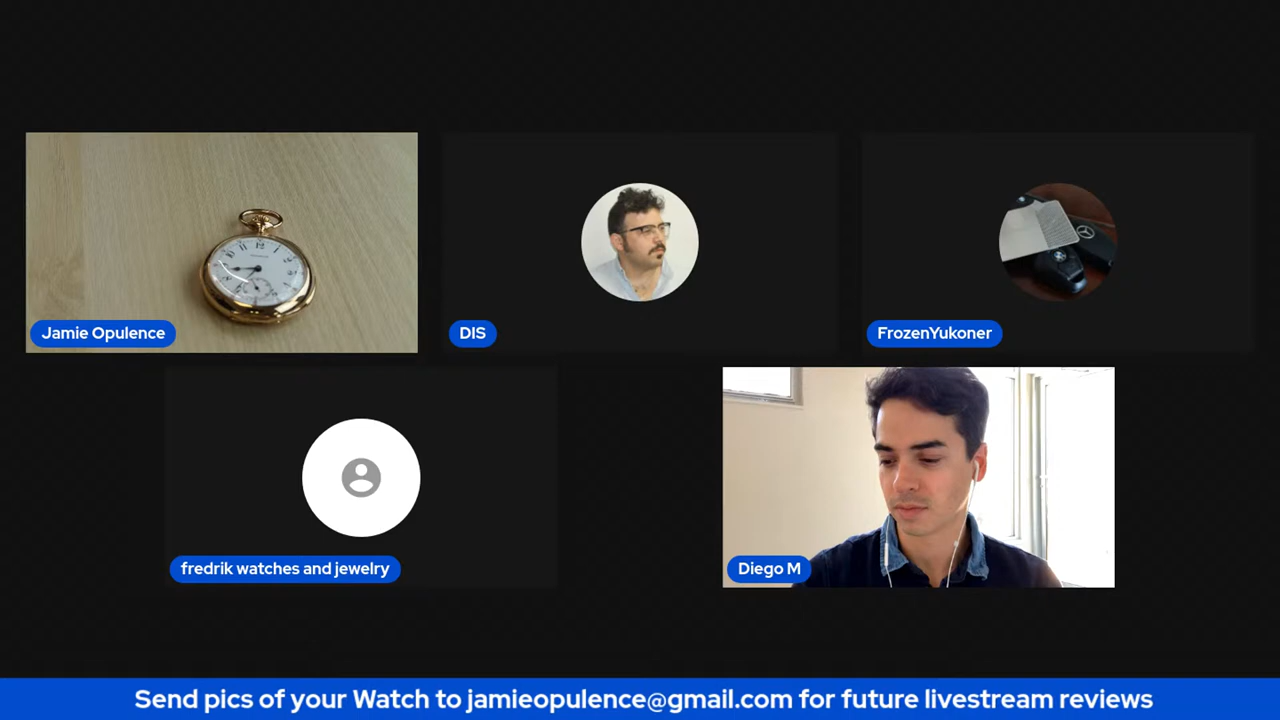 Jamie Opulence
DIS
FrozenYukoner
fredrik watches and jewelry
Diego M
Send pics of your Watch to jamieopulence@gmail.com for future livestream reviews